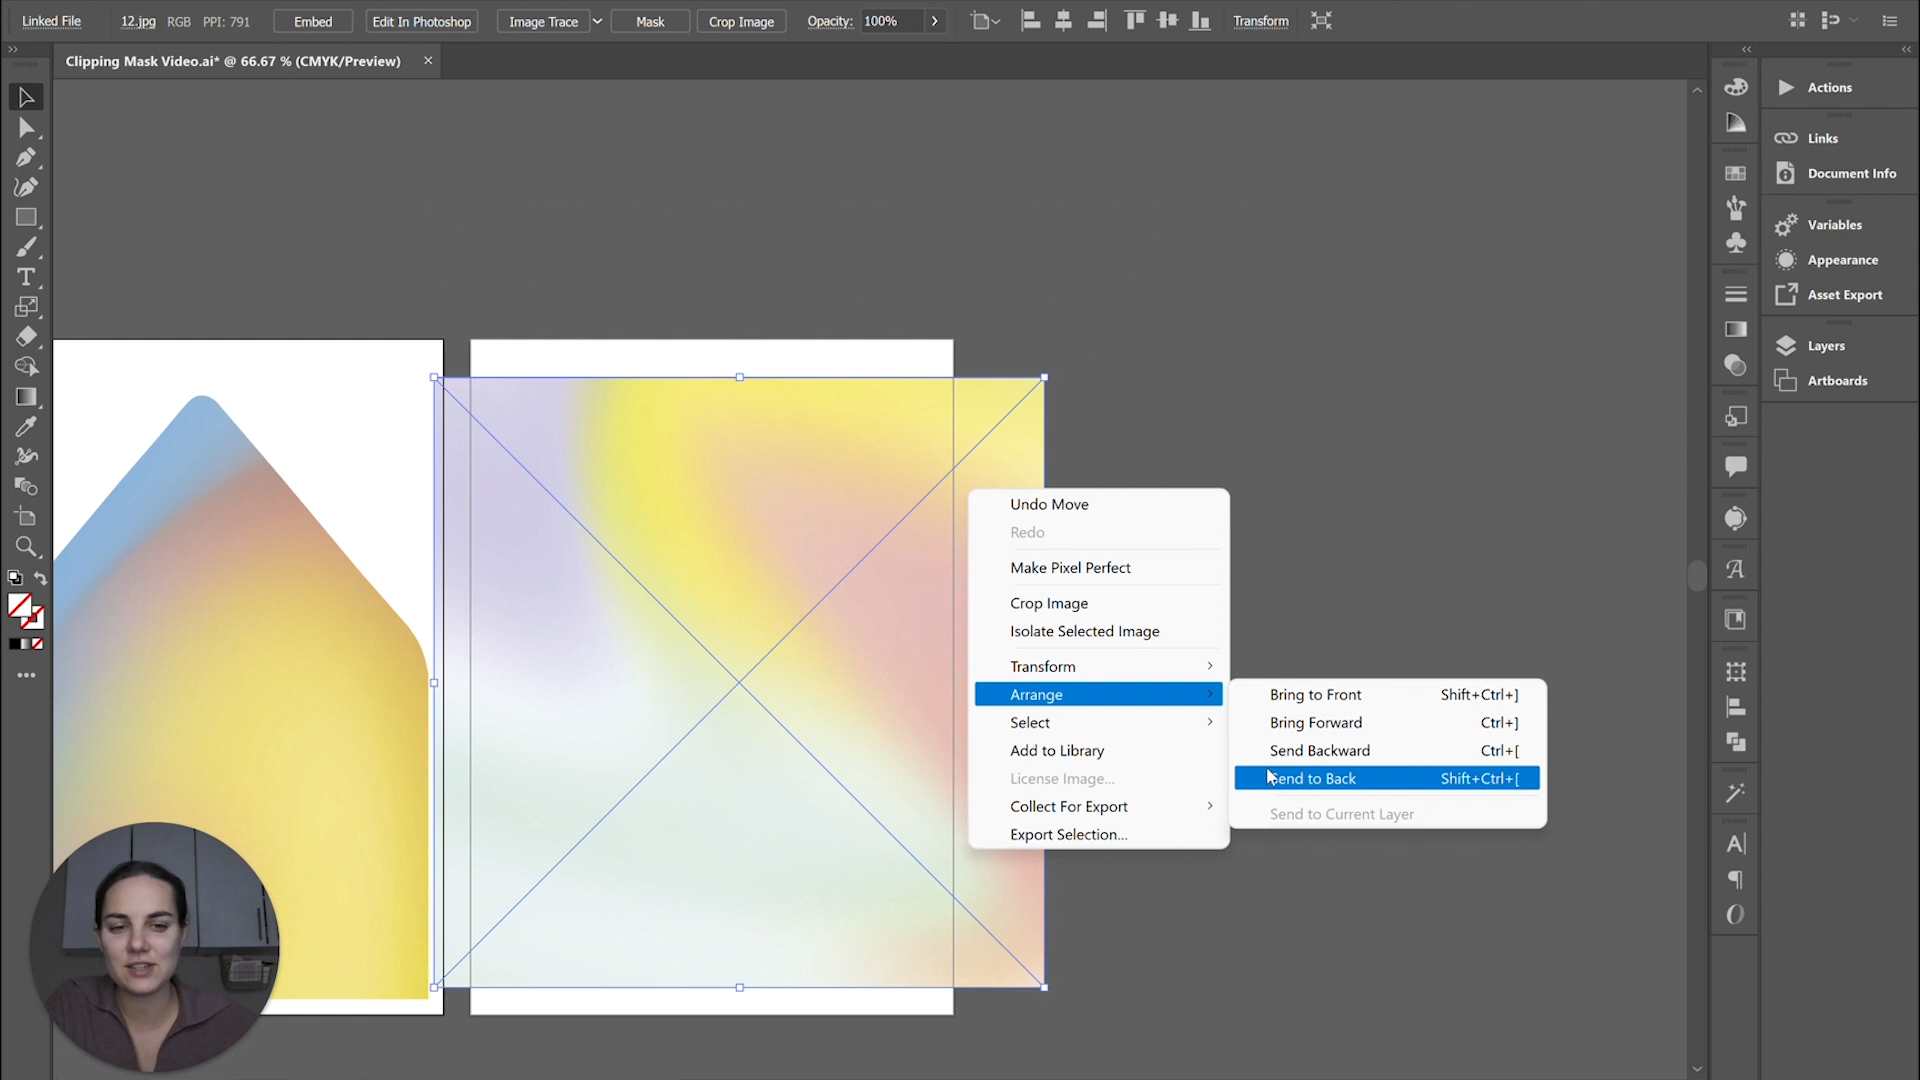 Linked File 12.jpg RGB PPI: 791 Embed Edit In Photoshop Image Trace Mask Crop Image Opacity: 100% Transform
Clipping Mask Video.ai* @ 66.67 % (CMYK/Preview)
Actions
Links
Document Info
Variables
Appearance
Asset Export
Layers
Artboards
Undo Move
Redo
Make Pixel Perfect
Crop Image
Isolate Selected Image
Transform
Arrange
Select
Add to Library
License Image...
Collect For Export
Export Selection...
Bring to Front Shift+Ctrl+]
Bring Forward Ctrl+]
Send Backward Ctrl+[
Send to Back Shift+Ctrl+[
Send to Current Layer